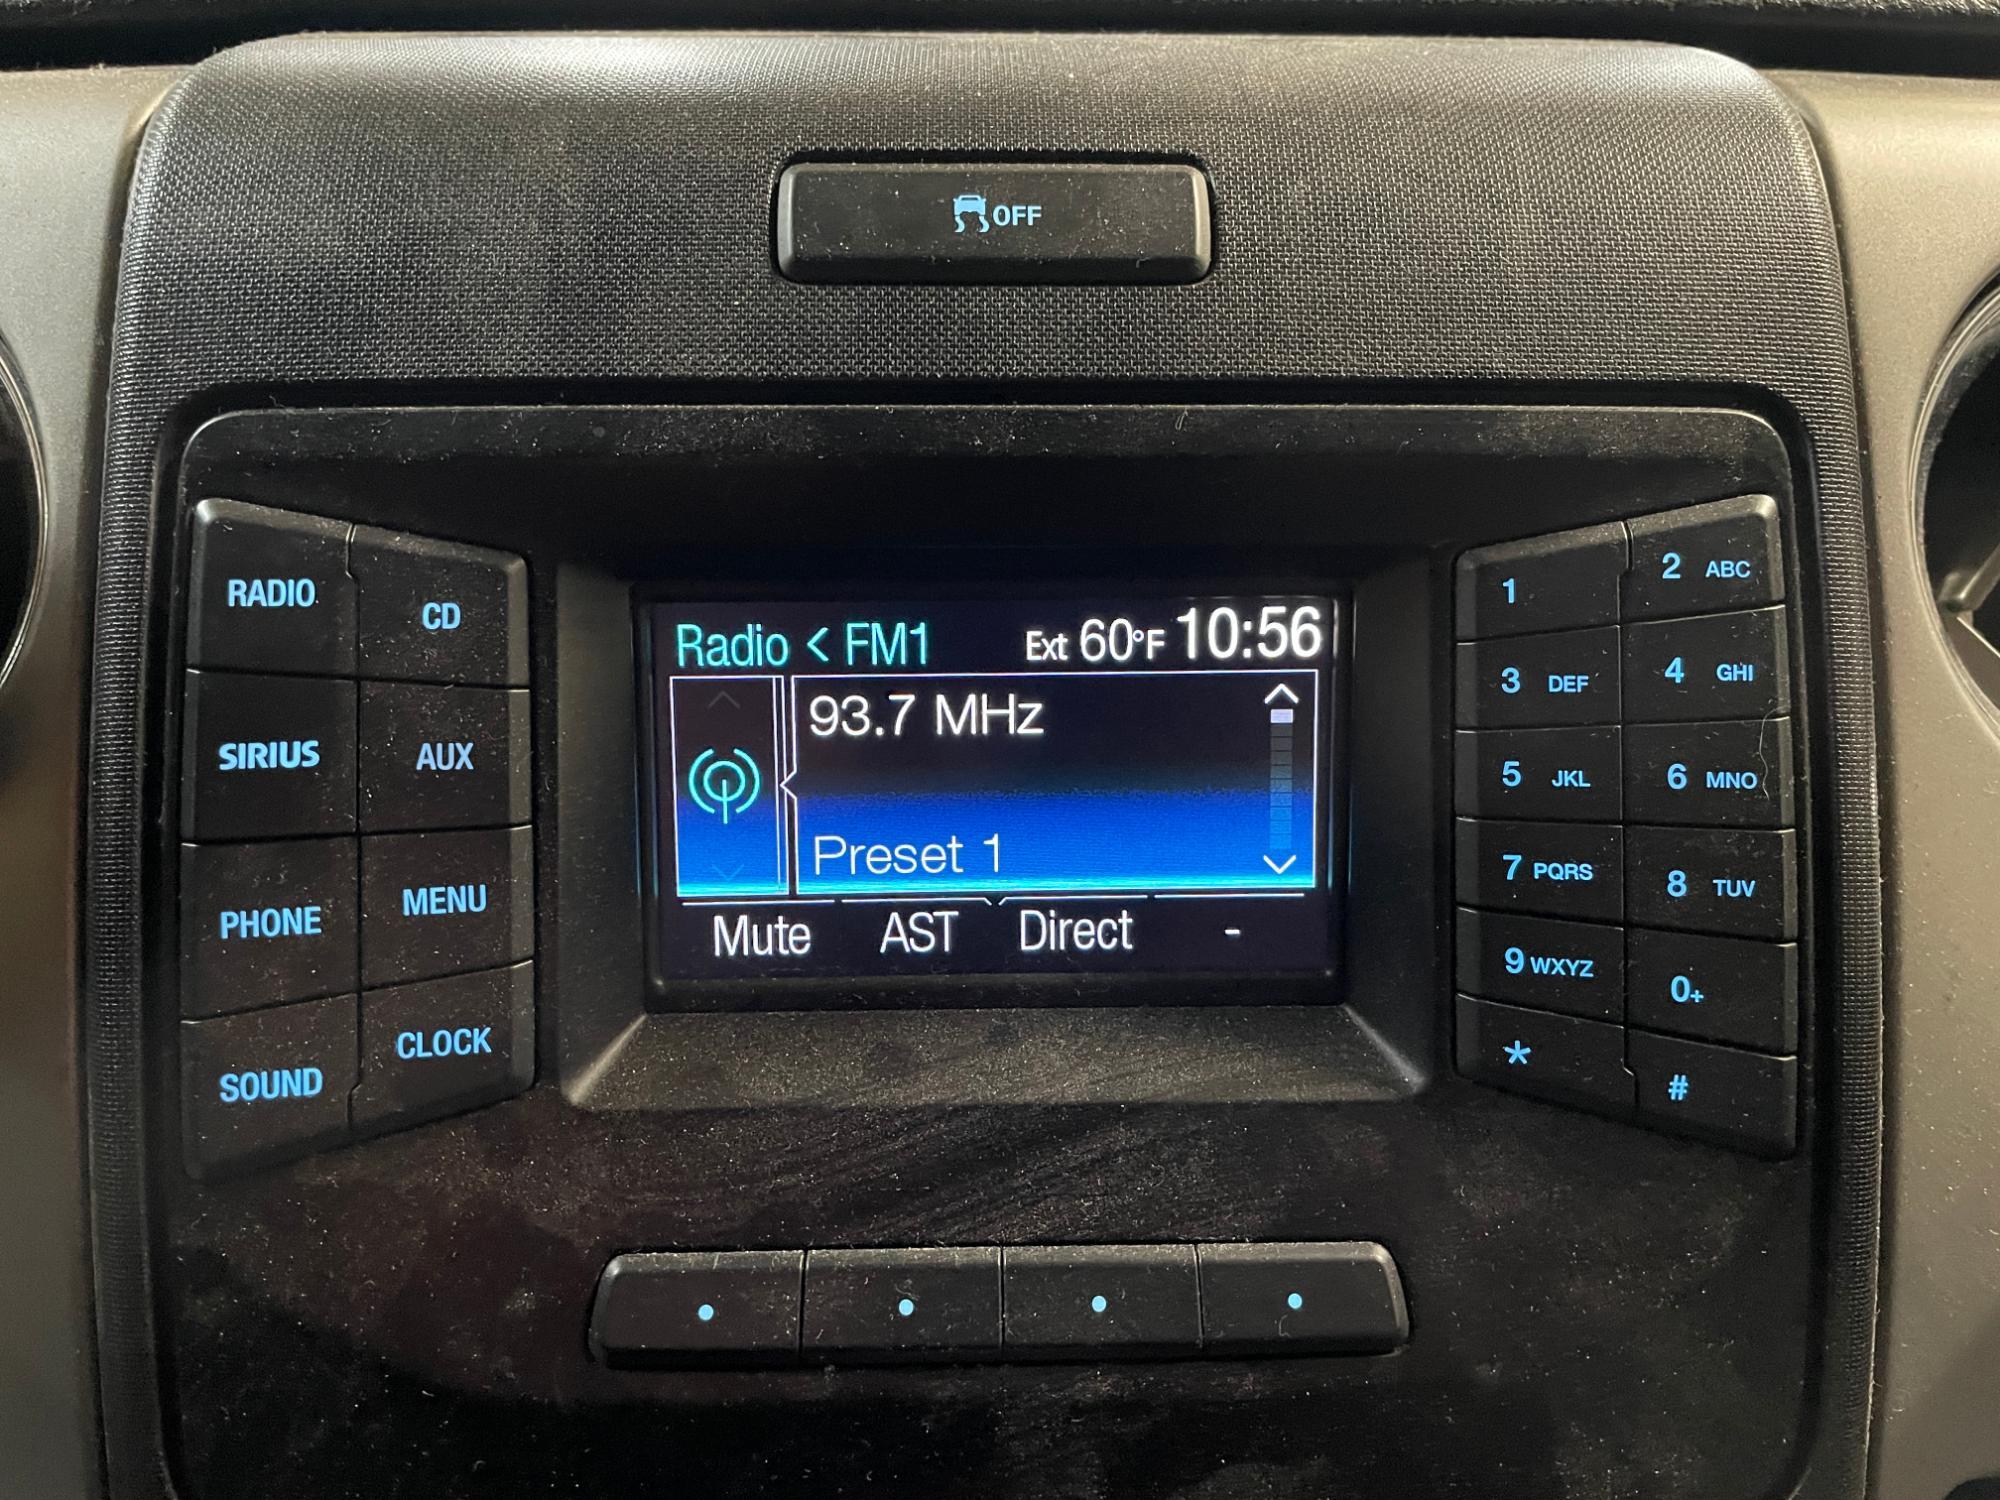 OFF
RADIO
CD
SIRIUS
AUX
PHONE
MENU
SOUND
CLOCK
Radio < FM1 Ext 60°F 10:56
93.7 MHz
Preset 1
Mute AST Direct -
1
2 ABC
3 DEF
4 GHI
5 JKL
6 MNO
7 PQRS
8 TUV
9 WXYZ
0+
*
#